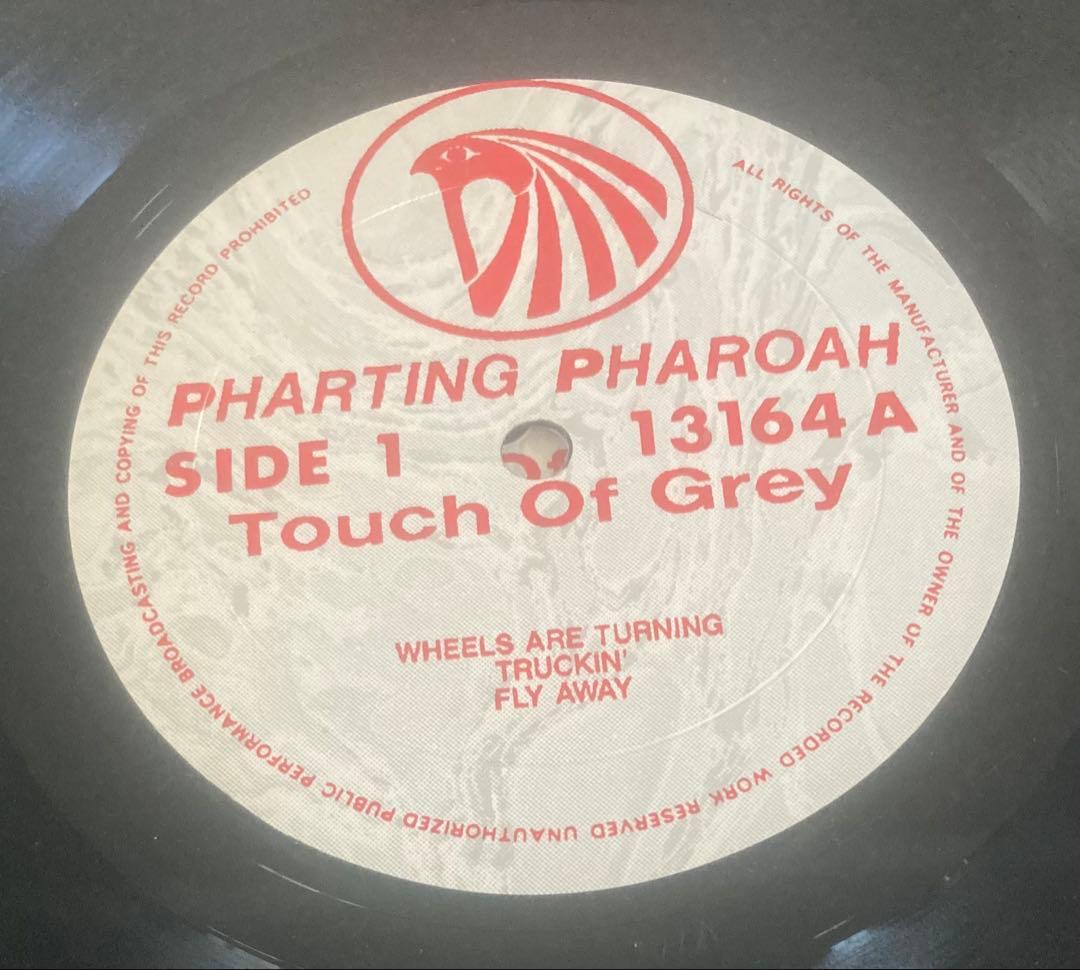 PHARTING PHAROAH
SIDE 1 13164 A
Touch Of Grey
WHEELS ARE TURNING
TRUCKIN'
FLY AWAY
ALL RIGHTS OF THE MANUFACTURER AND OF THE OWNER OF THE RECORDED WORK RESERVED UNAUTHORIZED PUBLIC PERFORMANCE BROADCASTING AND COPYING OF THIS RECORD PROHIBITED